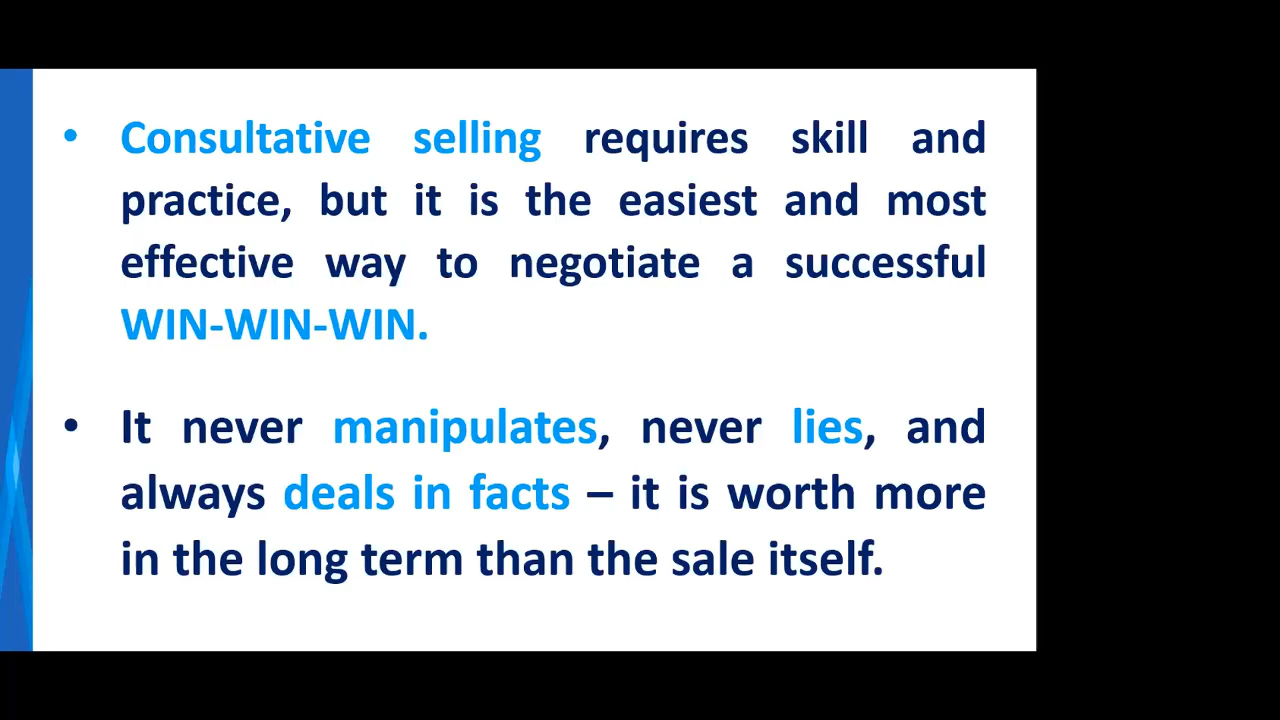 • Consultative selling requires skill and
practice, but it is the easiest and most
effective way to negotiate a successful
WIN-WIN-WIN.
• It never manipulates, never lies, and
always deals in facts – it is worth more
in the long term than the sale itself.